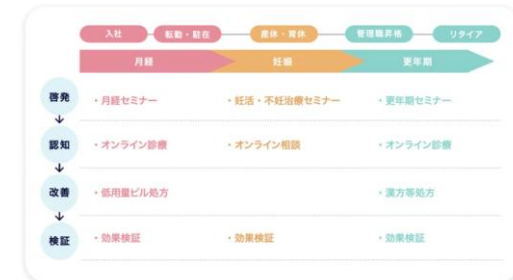 入社 転勤・駐在 産休・育休 管理職昇格 リタイア
月経 妊娠 更年期
啓発 ・月経セミナー ・妊活・不妊治療セミナー ・更年期セミナー
認知 ・オンライン診療 ・オンライン相談 ・オンライン診療
改善 ・低用量ピル処方 ・漢方等処方
検証 ・効果検証 ・効果検証 ・効果検証